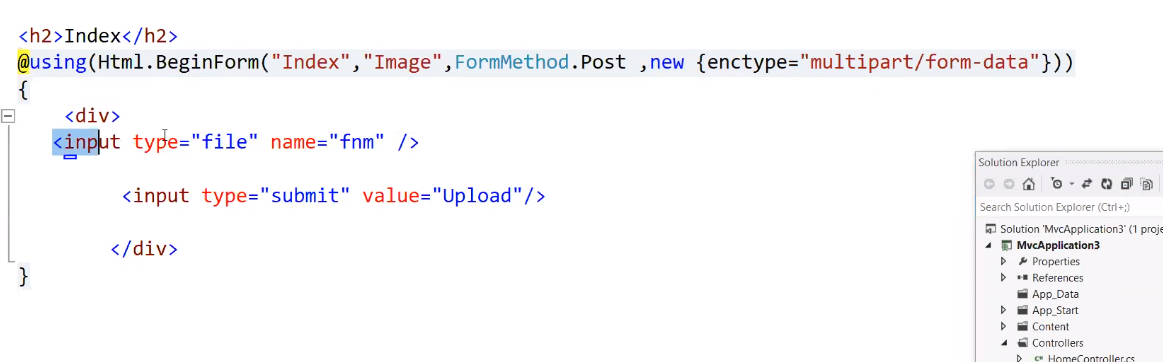 <h2>Index</h2>
@using(Html.BeginForm("Index","Image",FormMethod.Post ,new {enctype="multipart/form-data"}))
{
<div>
<input type="file" name="fnm" />
<input type="submit" value="Upload"/>
</div>
}
Solution Explorer
Search Solution Explorer (Ctrl+;)
Solution 'MvcApplication3' (1 proje
MvcApplication3
Properties
References
App_Data
App_Start
Content
Controllers
C# HomeController.cs